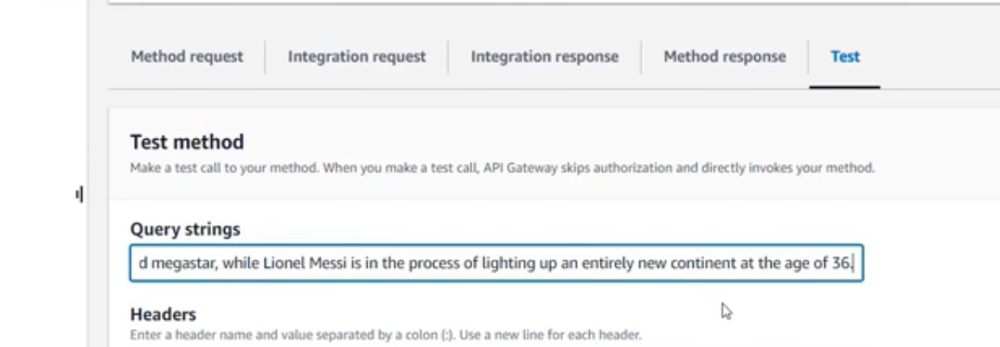 Method request Integration request Integration response Method response Test
Test method
Make a test call to your method. When you make a test call, API Gateway skips authorization and directly invokes your method.
Query strings
d megastar, while Lionel Messi is in the process of lighting up an entirely new continent at the age of 36.
Headers
Enter a header name and value separated by a colon (:). Use a new line for each header.